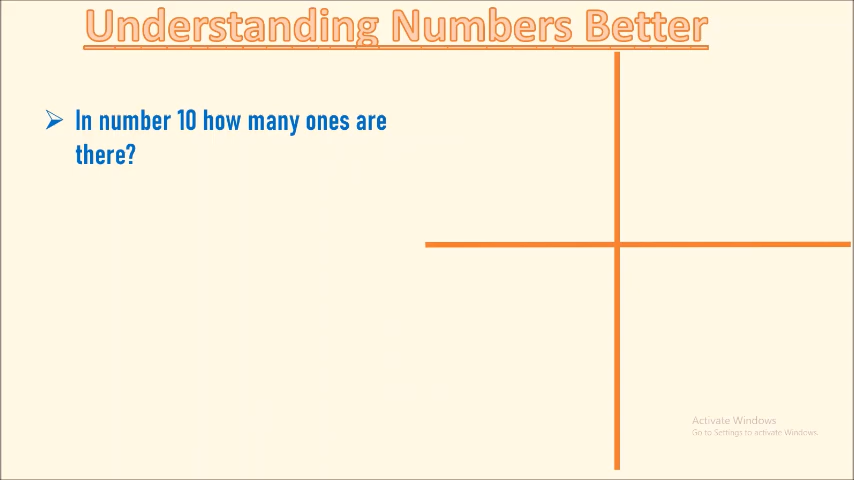 Understanding Numbers Better
➢ In number 10 how many ones are
there?
Activate Windows
Go to Settings to activate Windows.